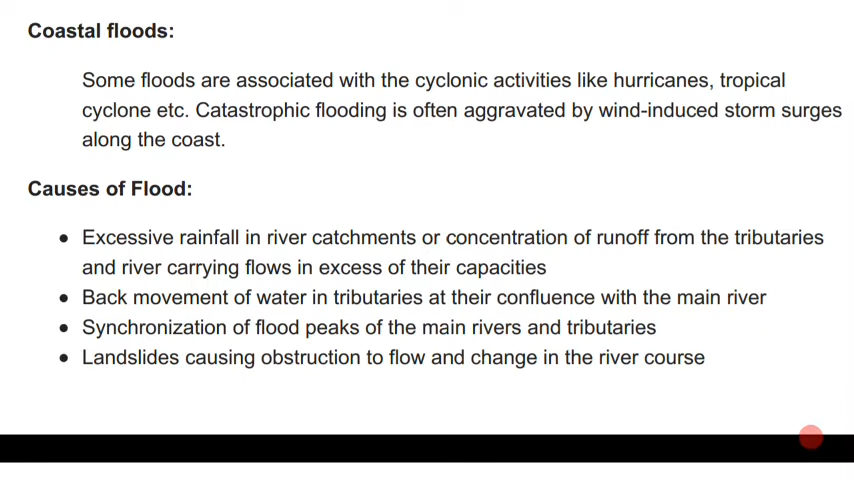 Coastal floods:
Some floods are associated with the cyclonic activities like hurricanes, tropical
cyclone etc. Catastrophic flooding is often aggravated by wind-induced storm surges
along the coast.
Causes of Flood:
● Excessive rainfall in river catchments or concentration of runoff from the tributaries
and river carrying flows in excess of their capacities
● Back movement of water in tributaries at their confluence with the main river
● Synchronization of flood peaks of the main rivers and tributaries
● Landslides causing obstruction to flow and change in the river course